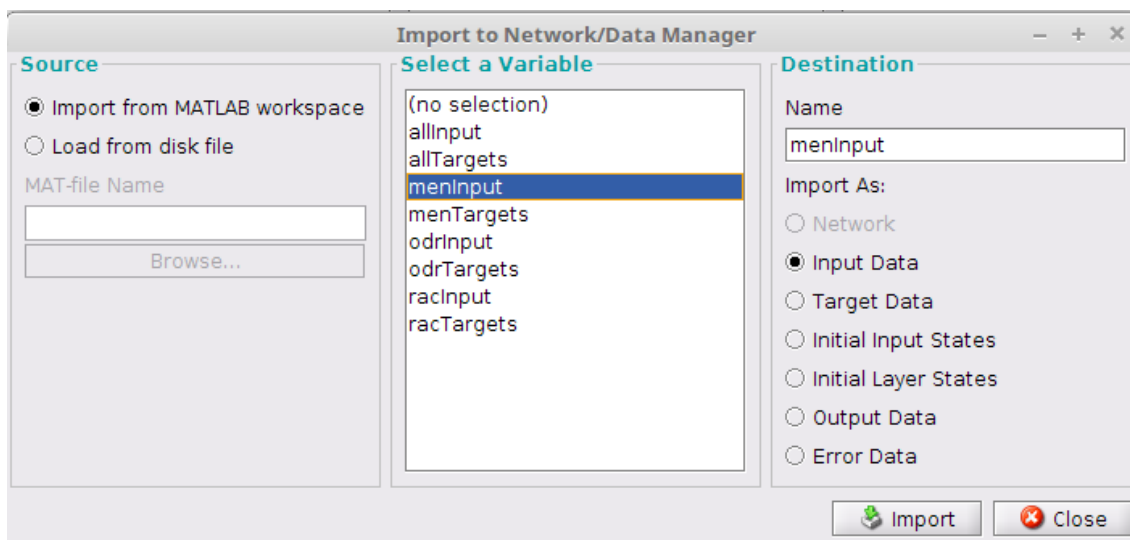 Import to Network/Data Manager
Source
Import from MATLAB workspace
Load from disk file
MAT-file Name
Browse...
Select a Variable
(no selection)
allInput
allTargets
menInput
menTargets
odrInput
odrTargets
racInput
racTargets
Destination
Name
menInput
Import As:
Network
Input Data
Target Data
Initial Input States
Initial Layer States
Output Data
Error Data
Import
Close